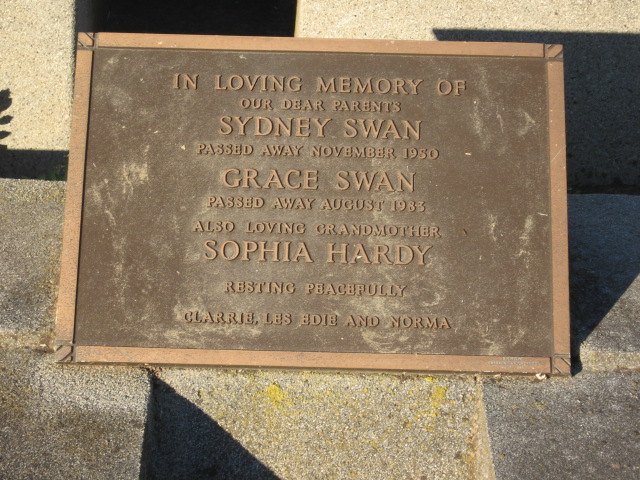 IN LOVING MEMORY OF
OUR DEAR PARENTS
SYDNEY SWAN
PASSED AWAY NOVEMBER 1950
GRACE SWAN
PASSED AWAY AUGUST 1983
ALSO LOVING GRANDMOTHER
SOPHIA HARDY
RESTING PEACEFULLY
CLARRIE, LES EDIE AND NORMA